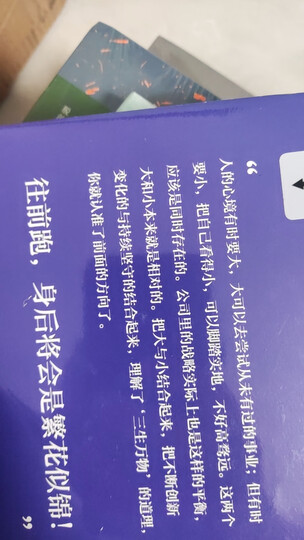 “
人的心境有时要大，大可以去尝试从未有过的事业；但有时
要小，把自己看得小，可以脚踏实地，不好高骛远。这两个
应该是同时存在的。公司里的战略实际上也是这样的平衡，
大和小本来就是相对的。把大与小结合起来，把不断创新
变化的与持续坚守的结合起来，理解了‘三生万物’的道理，
你就认准了前面的方向了。
往前跑，身后将会是繁花似锦！
”